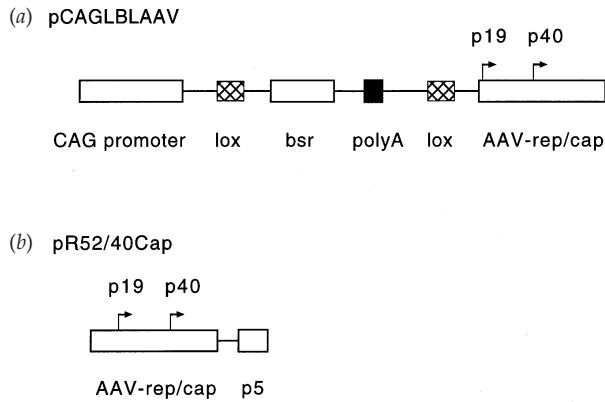 (a) pCAGLBLAAV
p19 p40
CAG promoter lox bsr polyA lox AAV-rep/cap
(b) pR52/40Cap
p19 p40
AAV-rep/cap p5